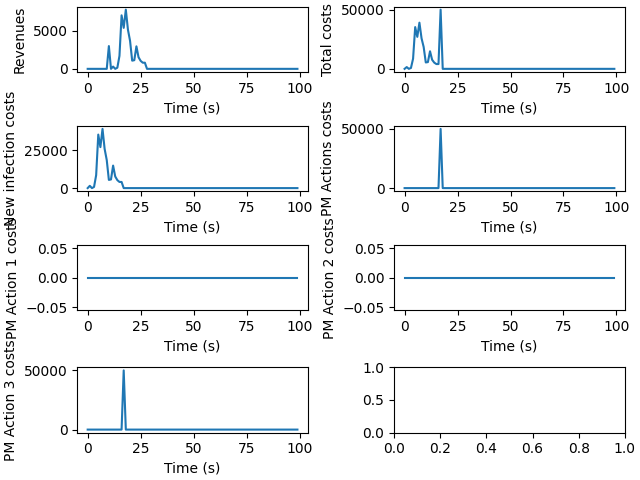 Revenues
5000
0
0 25 50 75 100
Time (s)
Total costs
50000
0
0 25 50 75 100
Time (s)
New infection costs
25000
0
0 25 50 75 100
Time (s)
PM Actions costs
50000
0
0 25 50 75 100
Time (s)
PM Action 1 costs
0.05
0.00
−0.05
0 25 50 75 100
Time (s)
PM Action 2 costs
0.05
0.00
−0.05
0 25 50 75 100
Time (s)
PM Action 3 costs
50000
0
0 25 50 75 100
Time (s)
1.0
0.5
0.0
0.0 0.2 0.4 0.6 0.8 1.0